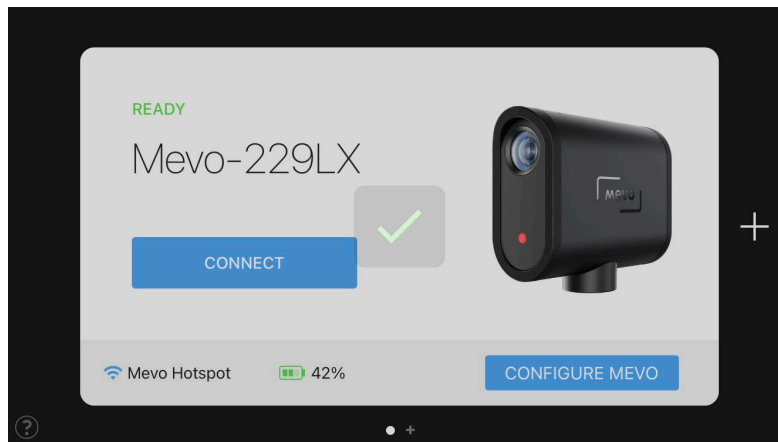 READY
Mevo-229LX
mevo
CONNECT
Mevo Hotspot
42%
CONFIGURE MEVO
?